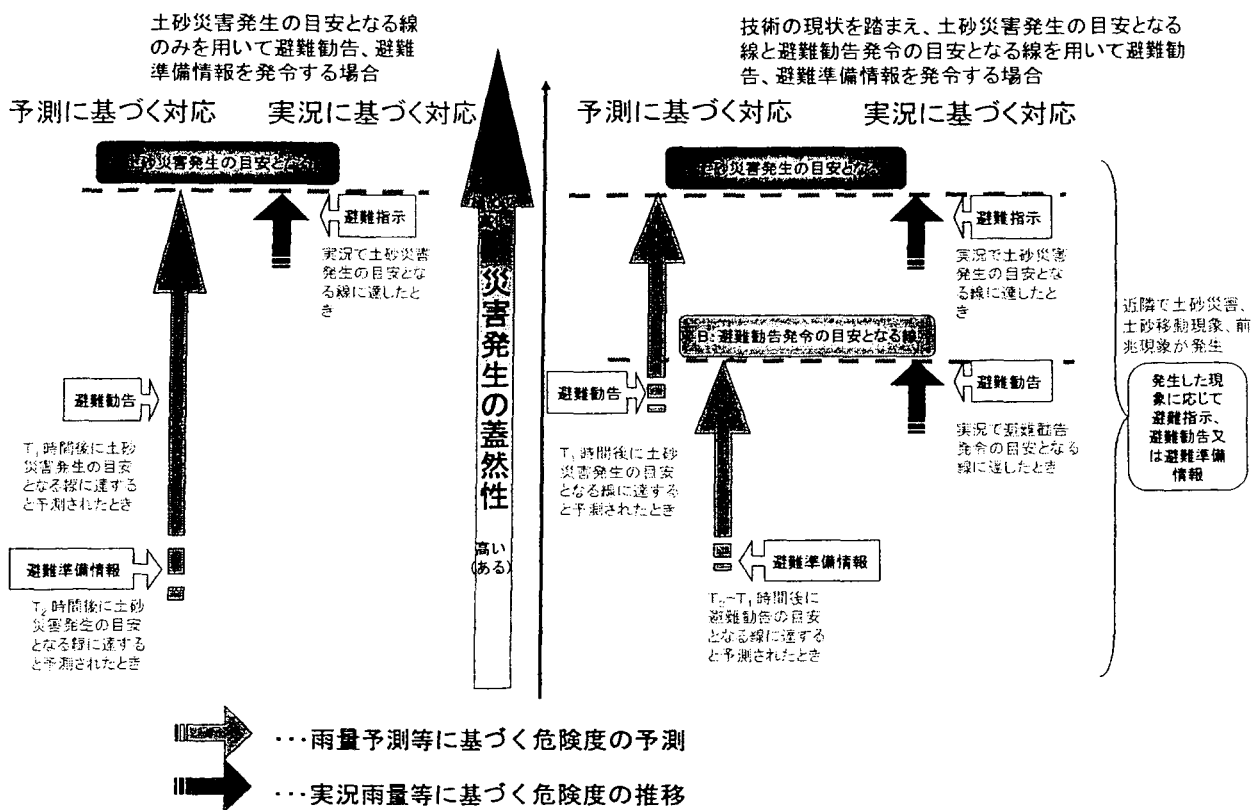 土砂災害発生の目安となる線
のみを用いて避難勧告、避難
準備情報を発令する場合
予測に基づく対応
実況に基づく対応
土砂災害発生の目安となる
避難指示
実況で土砂災害
発生の目安とな
る線に達したと
き
避難勧告
T₁時間後に土砂
災害発生の目安
となる線に達する
と予測されたとき
避難準備情報
T₂時間後に土砂
災害発生の目安
となる線に達する
と予測されたとき
災害発生の蓋然性
高い
(ある)
技術の現状を踏まえ、土砂災害発生の目安となる
線と避難勧告発令の目安となる線を用いて避難勧
告、避難準備情報を発令する場合
予測に基づく対応
実況に基づく対応
土砂災害発生の目安となる
避難指示
実況で土砂災害
発生の目安とな
る線に達したと
き
B:避難勧告発令の目安となる線
避難勧告
T₁時間後に土砂
災害発生の目安
となる線に達する
と予測されたとき
避難勧告
実況で避難勧告
発令の目安となる
線に達したとき
避難準備情報
T₂−T₁時間後に
避難勧告の目安
となる線に達する
と予測されたとき
近隣で土砂災害、
土砂移動現象、前
兆現象が発生
発生した現
象に応じて
避難指示、
避難勧告又
は避難準備
情報
…雨量予測等に基づく危険度の予測
…実況雨量等に基づく危険度の推移